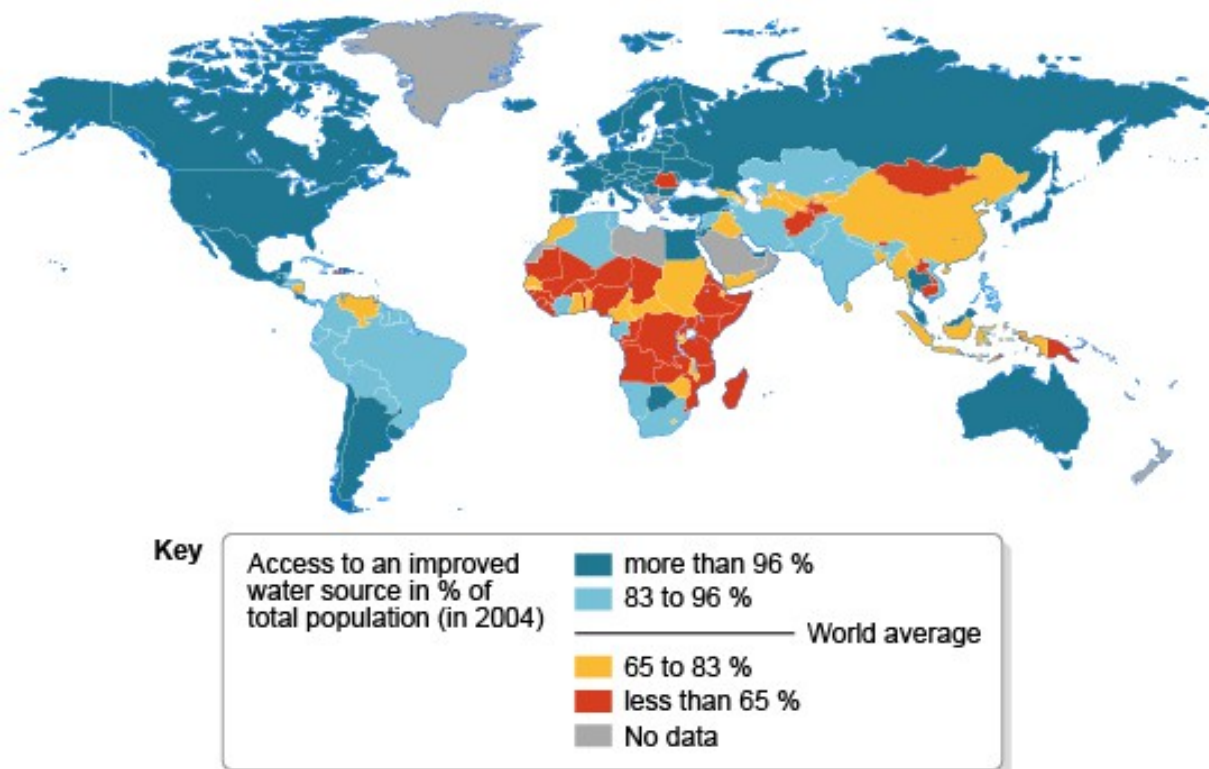 Key
Access to an improved
water source in % of
total population (in 2004)
more than 96 %
83 to 96 %
World average
65 to 83 %
less than 65 %
No data